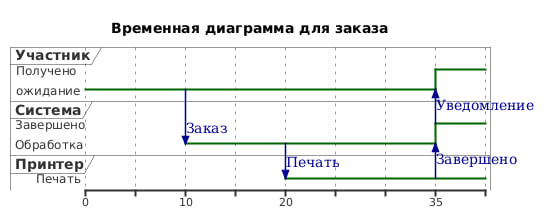 Временная диаграмма для заказа
Участник
Получено
ожидание
Уведомление
Система
Завершено
Заказ
Обработка
Принтер
Печать
Завершено
Печать
0 10 20 35